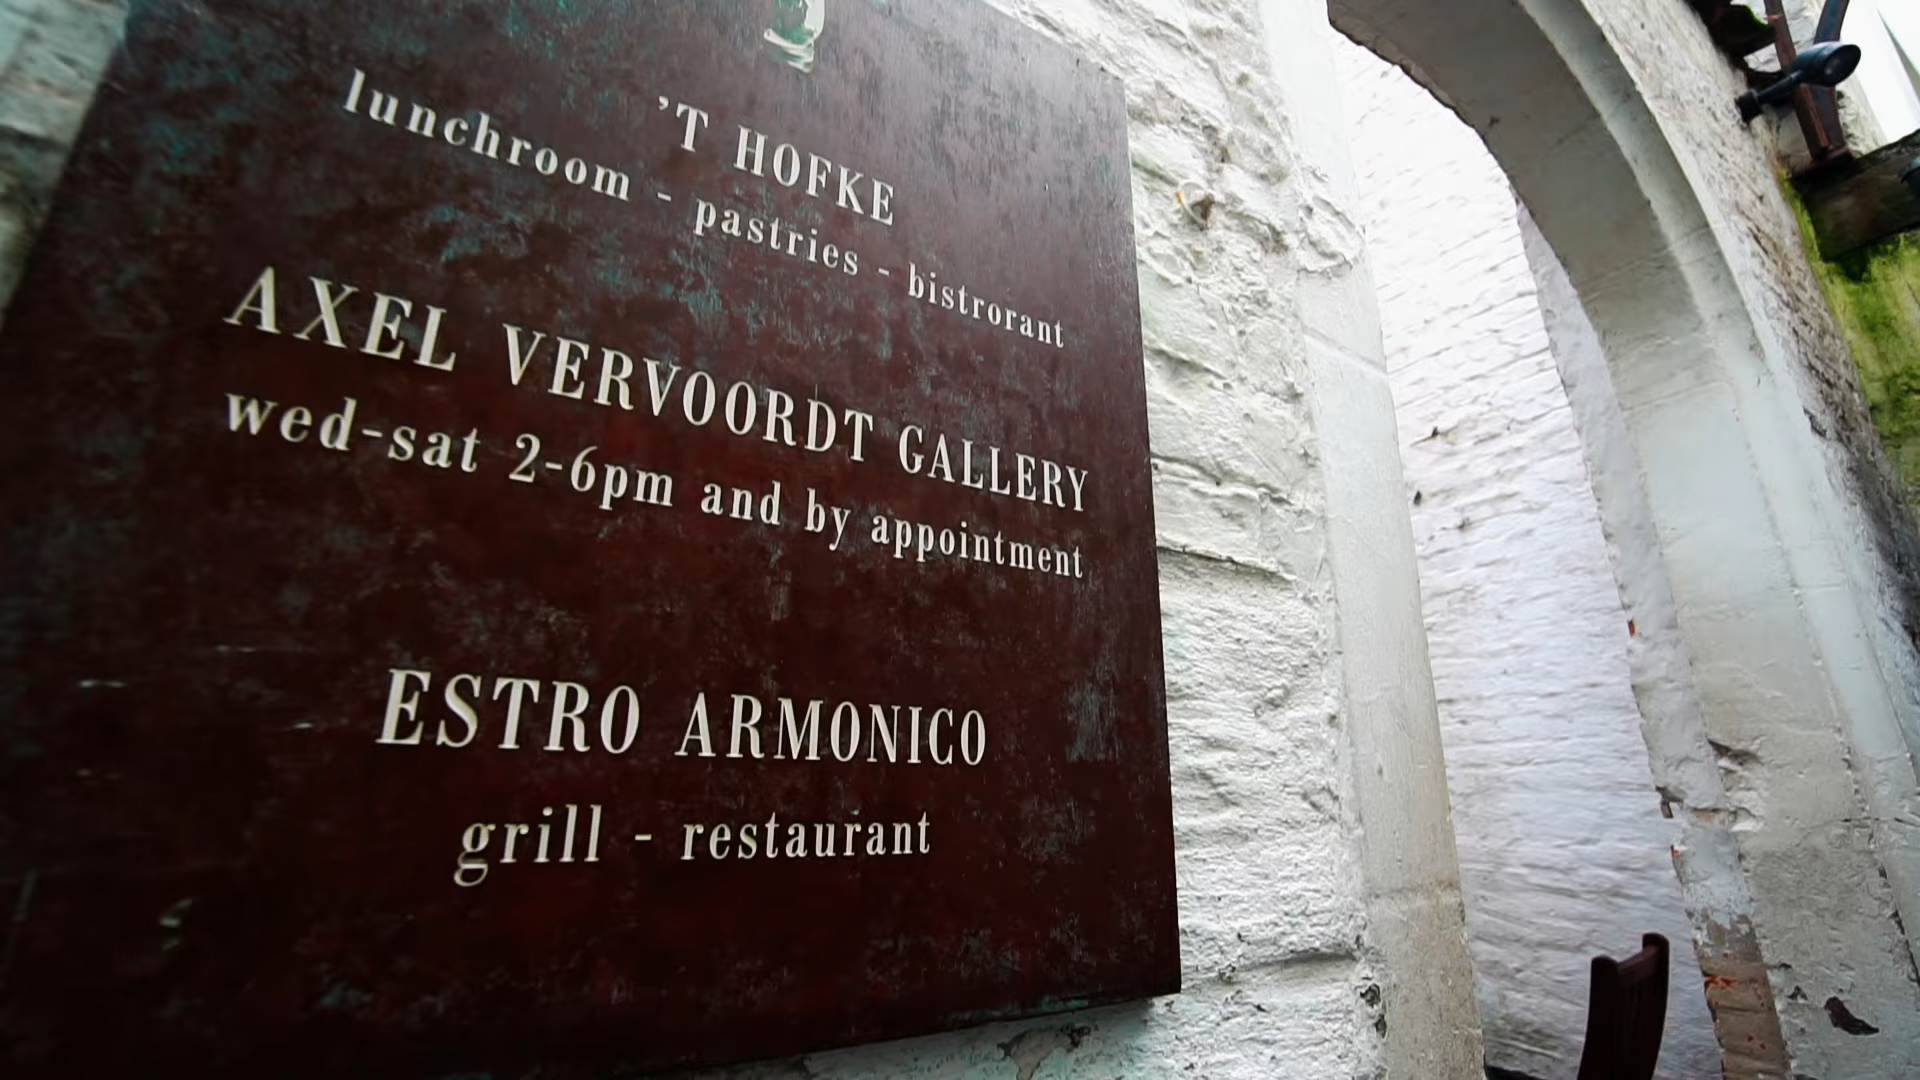 'T HOFKE
lunchroom - pastries - bistrorant
AXEL VERVOORDT GALLERY
wed-sat 2-6pm and by appointment
ESTRO ARMONICO
grill - restaurant